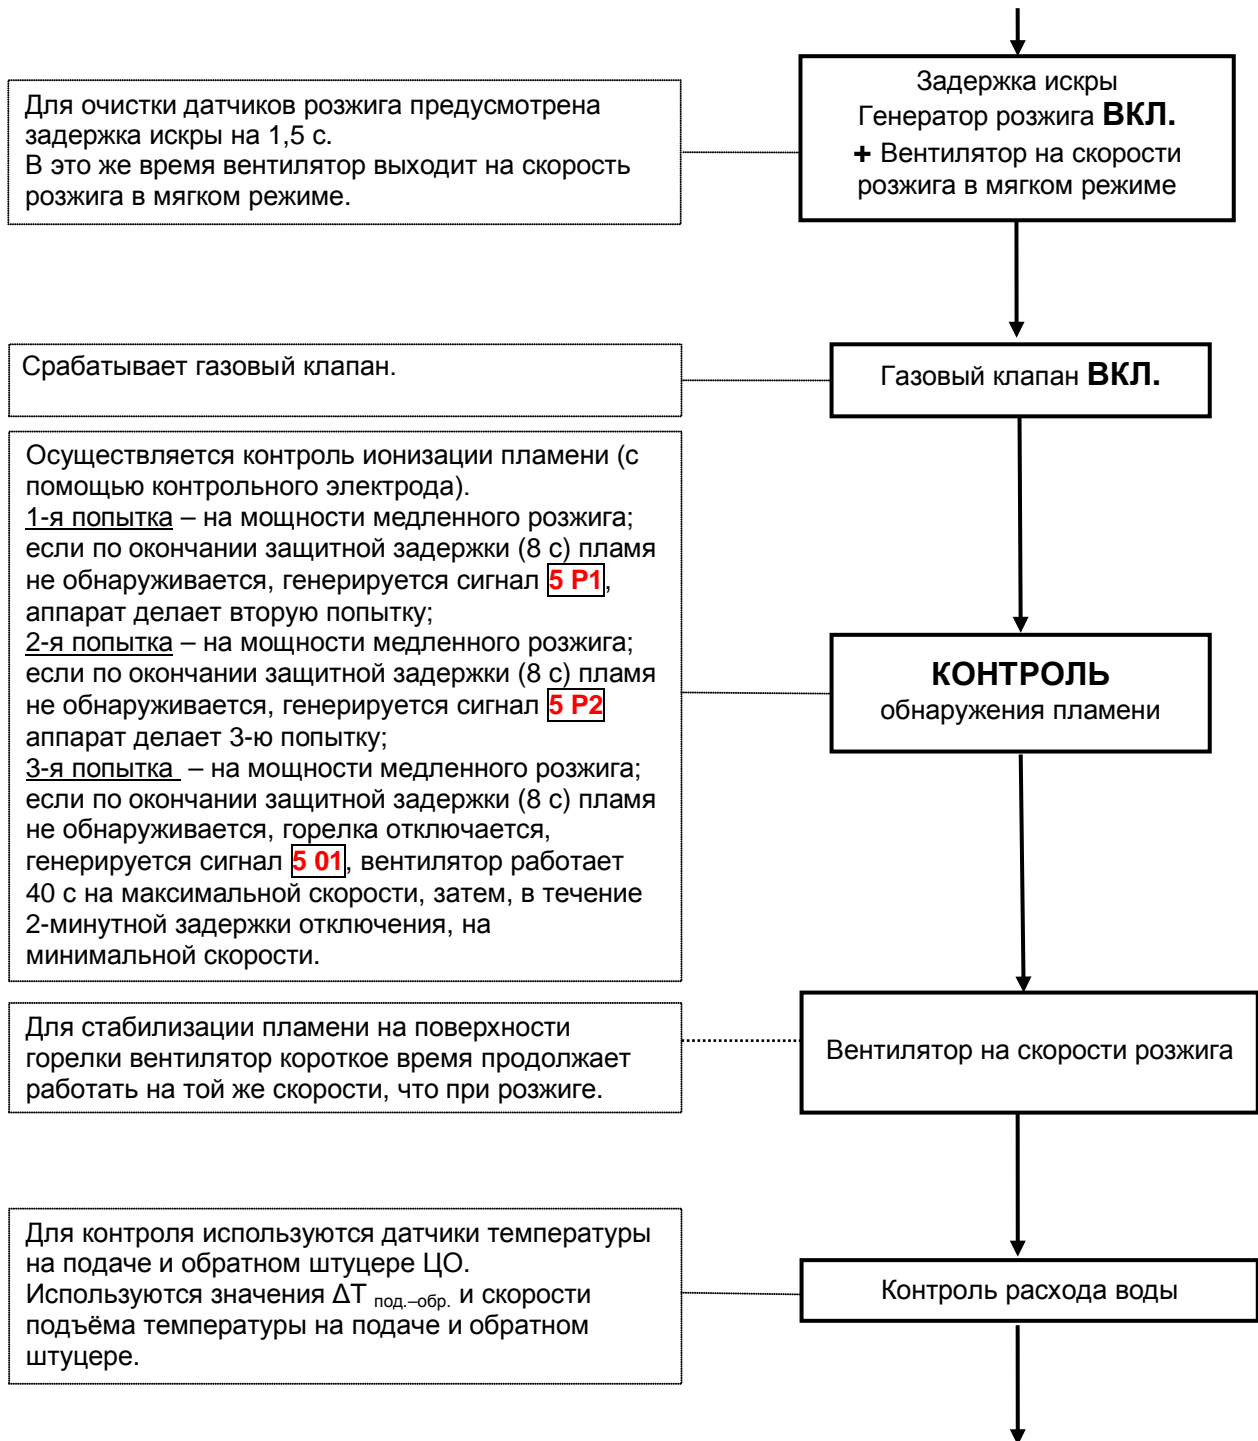 Задержка искры
Генератор розжига ВКЛ.
+ Вентилятор на скорости
розжига в мягком режиме
Для очистки датчиков розжига предусмотрена
задержка искры на 1,5 с.
В это же время вентилятор выходит на скорость
розжига в мягком режиме.
Срабатывает газовый клапан.
Газовый клапан ВКЛ.
Осуществляется контроль ионизации пламени (с
помощью контрольного электрода).
1-я попытка – на мощности медленного розжига;
если по окончании защитной задержки (8 с) пламя
не обнаруживается, генерируется сигнал 5 P1,
аппарат делает вторую попытку;
2-я попытка – на мощности медленного розжига;
если по окончании защитной задержки (8 с) пламя
не обнаруживается, генерируется сигнал 5 P2
аппарат делает 3-ю попытку;
3-я попытка – на мощности медленного розжига;
если по окончании защитной задержки (8 с) пламя
не обнаруживается, горелка отключается,
генерируется сигнал 5 01, вентилятор работает
40 с на максимальной скорости, затем, в течение
2-минутной задержки отключения, на
минимальной скорости.
КОНТРОЛЬ
обнаружения пламени
Для стабилизации пламени на поверхности
горелки вентилятор короткое время продолжает
работать на той же скорости, что при розжиге.
Вентилятор на скорости розжига
Для контроля используются датчики температуры
на подаче и обратном штуцере ЦО.
Используются значения ΔT под.–обр. и скорости
подъёма температуры на подаче и обратном
штуцере.
Контроль расхода воды